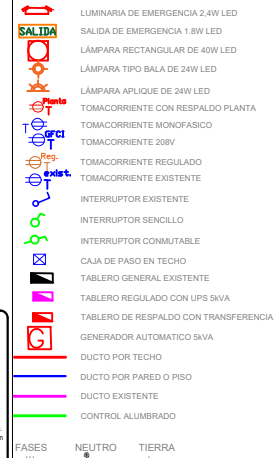 LUMINARIA DE EMERGENCIA 2,4W LED
SALIDA SALIDA DE EMERGENCIA 1.8W LED
LÁMPARA RECTANGULAR DE 40W LED
LÁMPARA TIPO BALA DE 24W LED
LÁMPARA APLIQUE DE 24W LED
Planta
T TOMACORRIENTE CON RESPALDO PLANTA
T TOMACORRIENTE MONOFASICO
GFCI
T TOMACORRIENTE 208V
Reg.
T TOMACORRIENTE REGULADO
exist.
T TOMACORRIENTE EXISTENTE
INTERRUPTOR EXISTENTE
INTERRUPTOR SENCILLO
INTERRUPTOR CONMUTABLE
CAJA DE PASO EN TECHO
TABLERO GENERAL EXISTENTE
TABLERO REGULADO CON UPS 5kVA
TABLERO DE RESPALDO CON TRANSFERENCIA
G GENERADOR AUTOMATICO 5kVA
DUCTO POR TECHO
DUCTO POR PARED O PISO
DUCTO EXISTENTE
CONTROL ALUMBRADO
FASES NEUTRO TIERRA